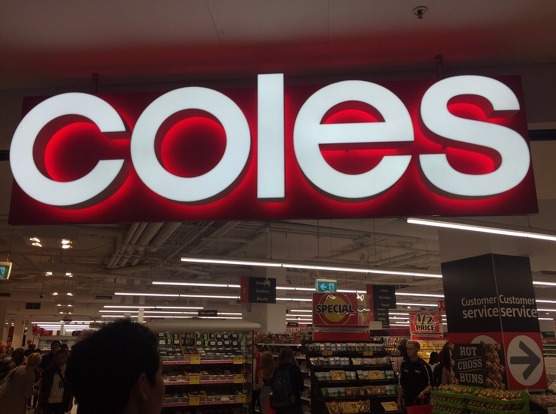 coles
SPECIAL
1/2
PRICE
Customer
service
Customer
service
HOT
CROSS
BUNS